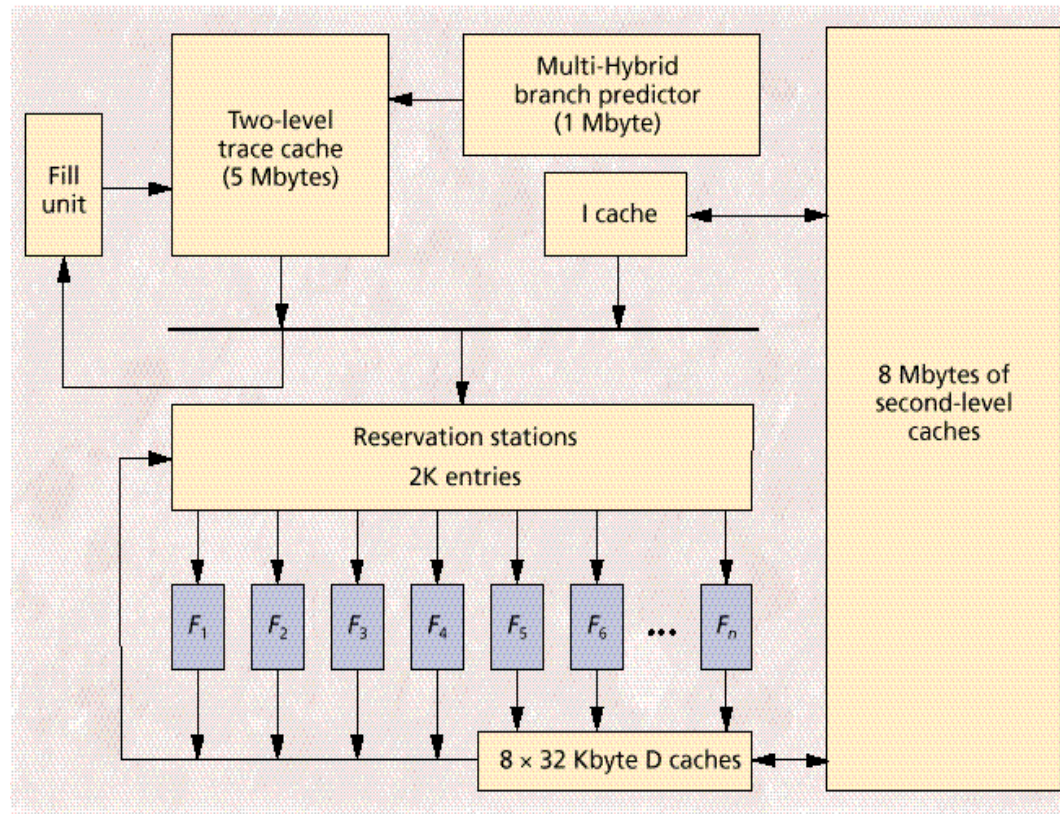 Multi-Hybrid
branch predictor
(1 Mbyte)
Two-level
trace cache
(5 Mbytes)
Fill
unit
I cache
8 Mbytes of
second-level
caches
Reservation stations
2K entries
F1 F2 F3 F4 F5 F6 ••• Fn
8 × 32 Kbyte D caches